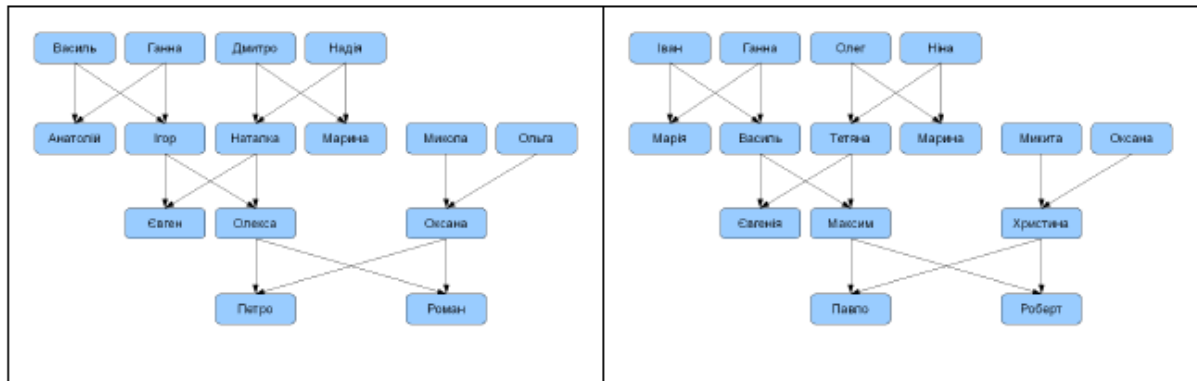 Василь Ганна Дмитро Надія
Анатолій Ігор Наталка Марина Микола Ольга
Євген Олекса Оксана
Петро Роман
Іван Ганна Олег Ніна
Марія Василь Тетяна Марина Микита Оксана
Євгенія Максим Христина
Павло Роберт